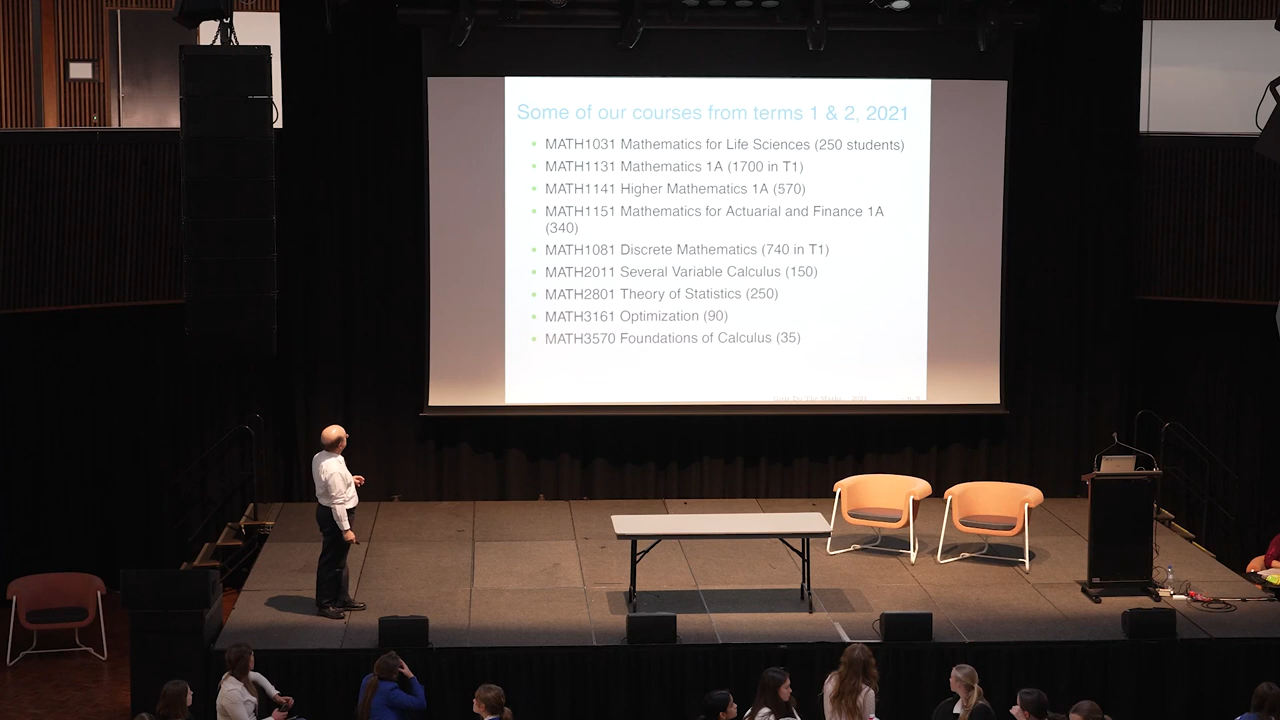 Some of our courses from terms 1 & 2, 2021
• MATH1031 Mathematics for Life Sciences (250 students)
• MATH1131 Mathematics 1A (1700 in T1)
• MATH1141 Higher Mathematics 1A (570)
• MATH1151 Mathematics for Actuarial and Finance 1A
(340)
• MATH1081 Discrete Mathematics (740 in T1)
• MATH2011 Several Variable Calculus (150)
• MATH2801 Theory of Statistics (250)
• MATH3161 Optimization (90)
• MATH3570 Foundations of Calculus (35)